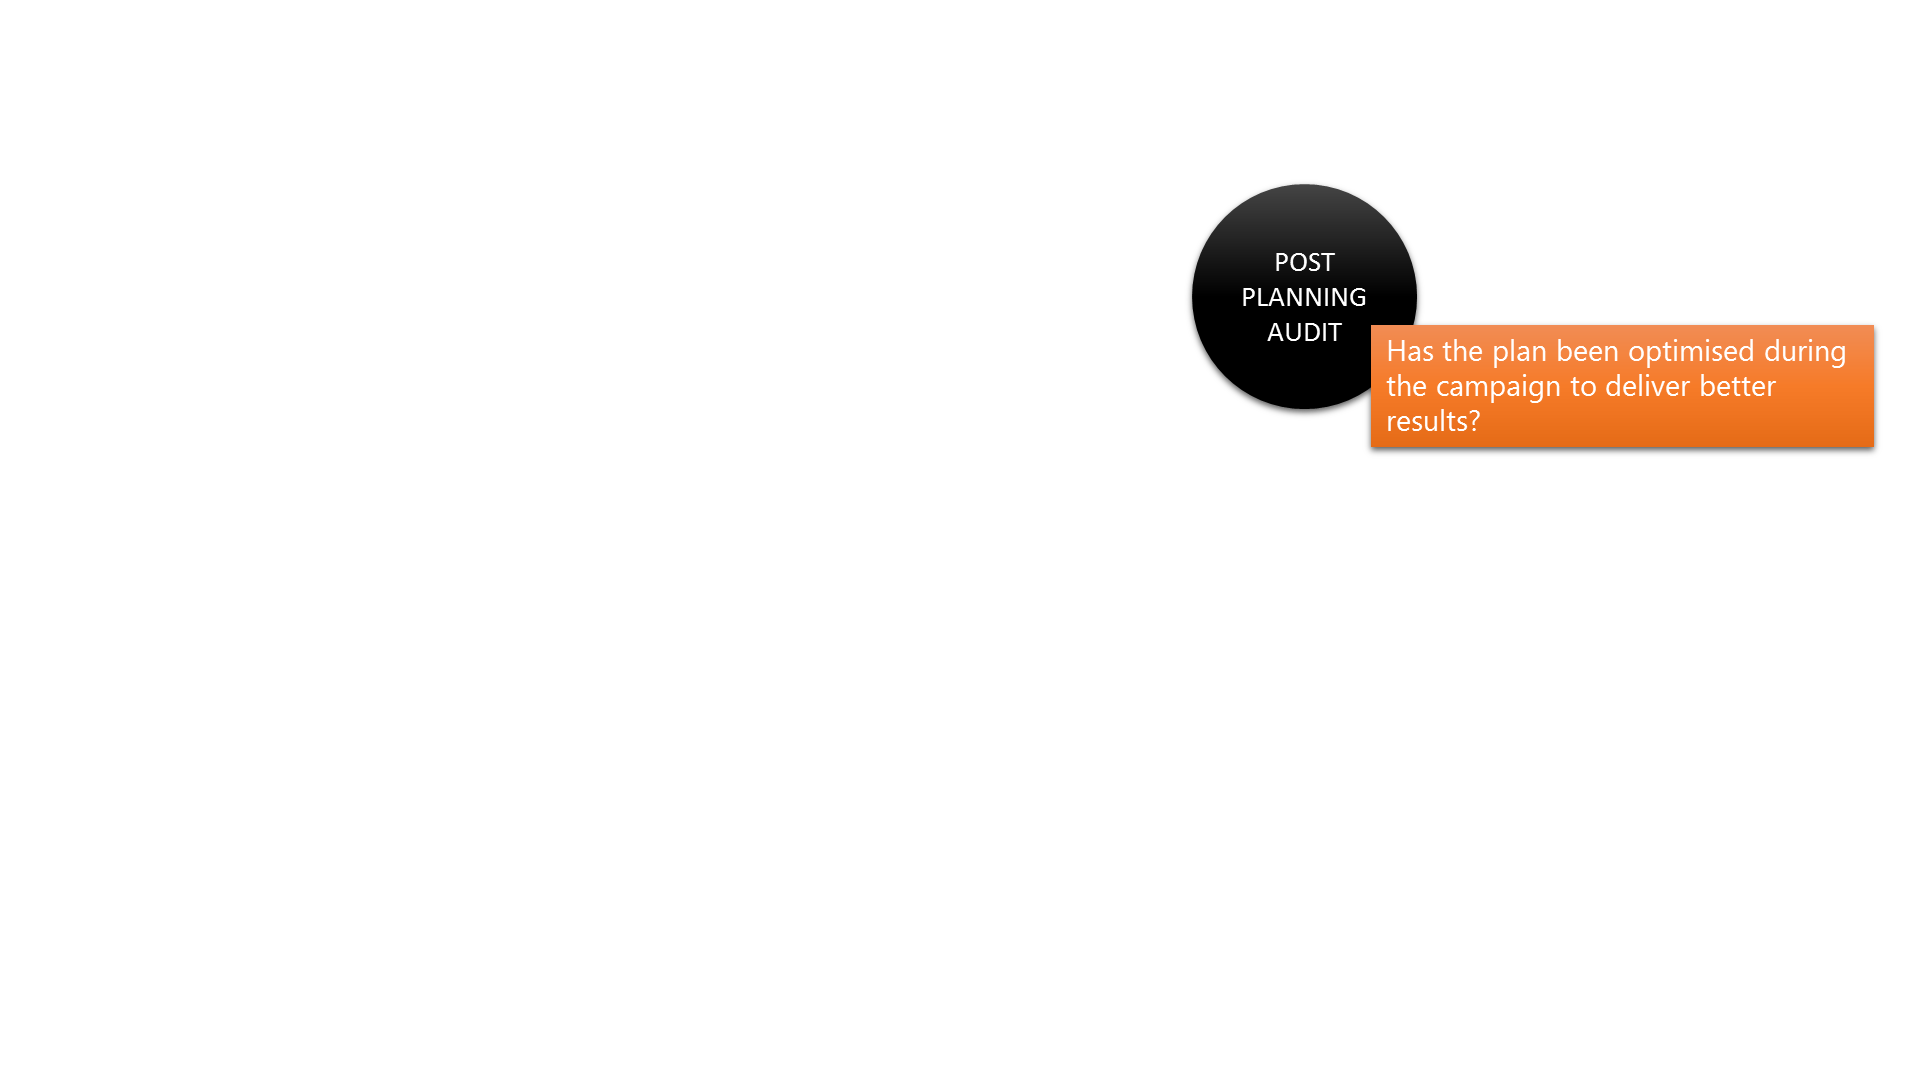 POST
PLANNING
AUDIT
Has the plan been optimised during
the campaign to deliver better
results?